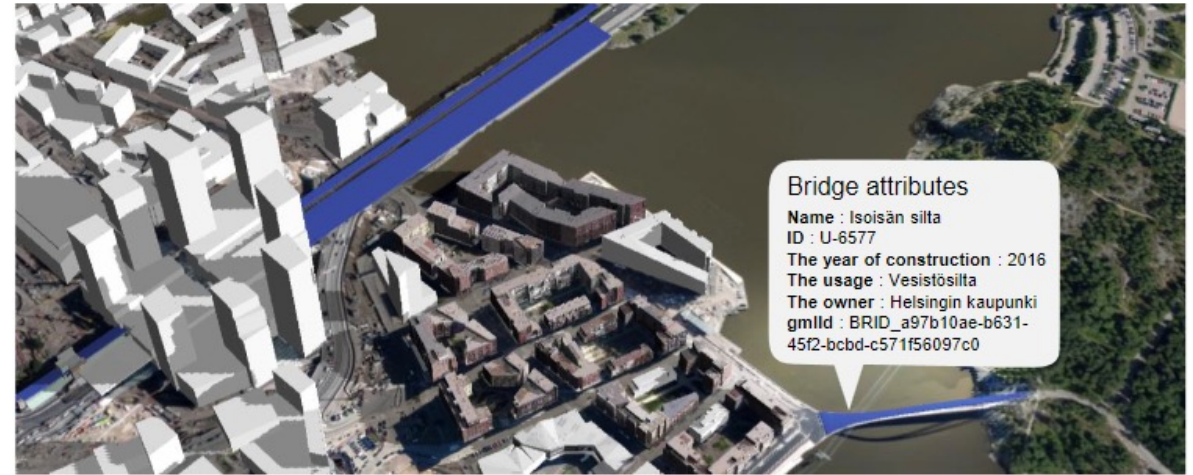 Bridge attributes
Name : Isoisän silta
ID : U-6577
The year of construction : 2016
The usage : Vesistösilta
The owner : Helsingin kaupunki
gmlId : BRID_a97b10ae-b631-
45f2-bcbd-c571f56097c0